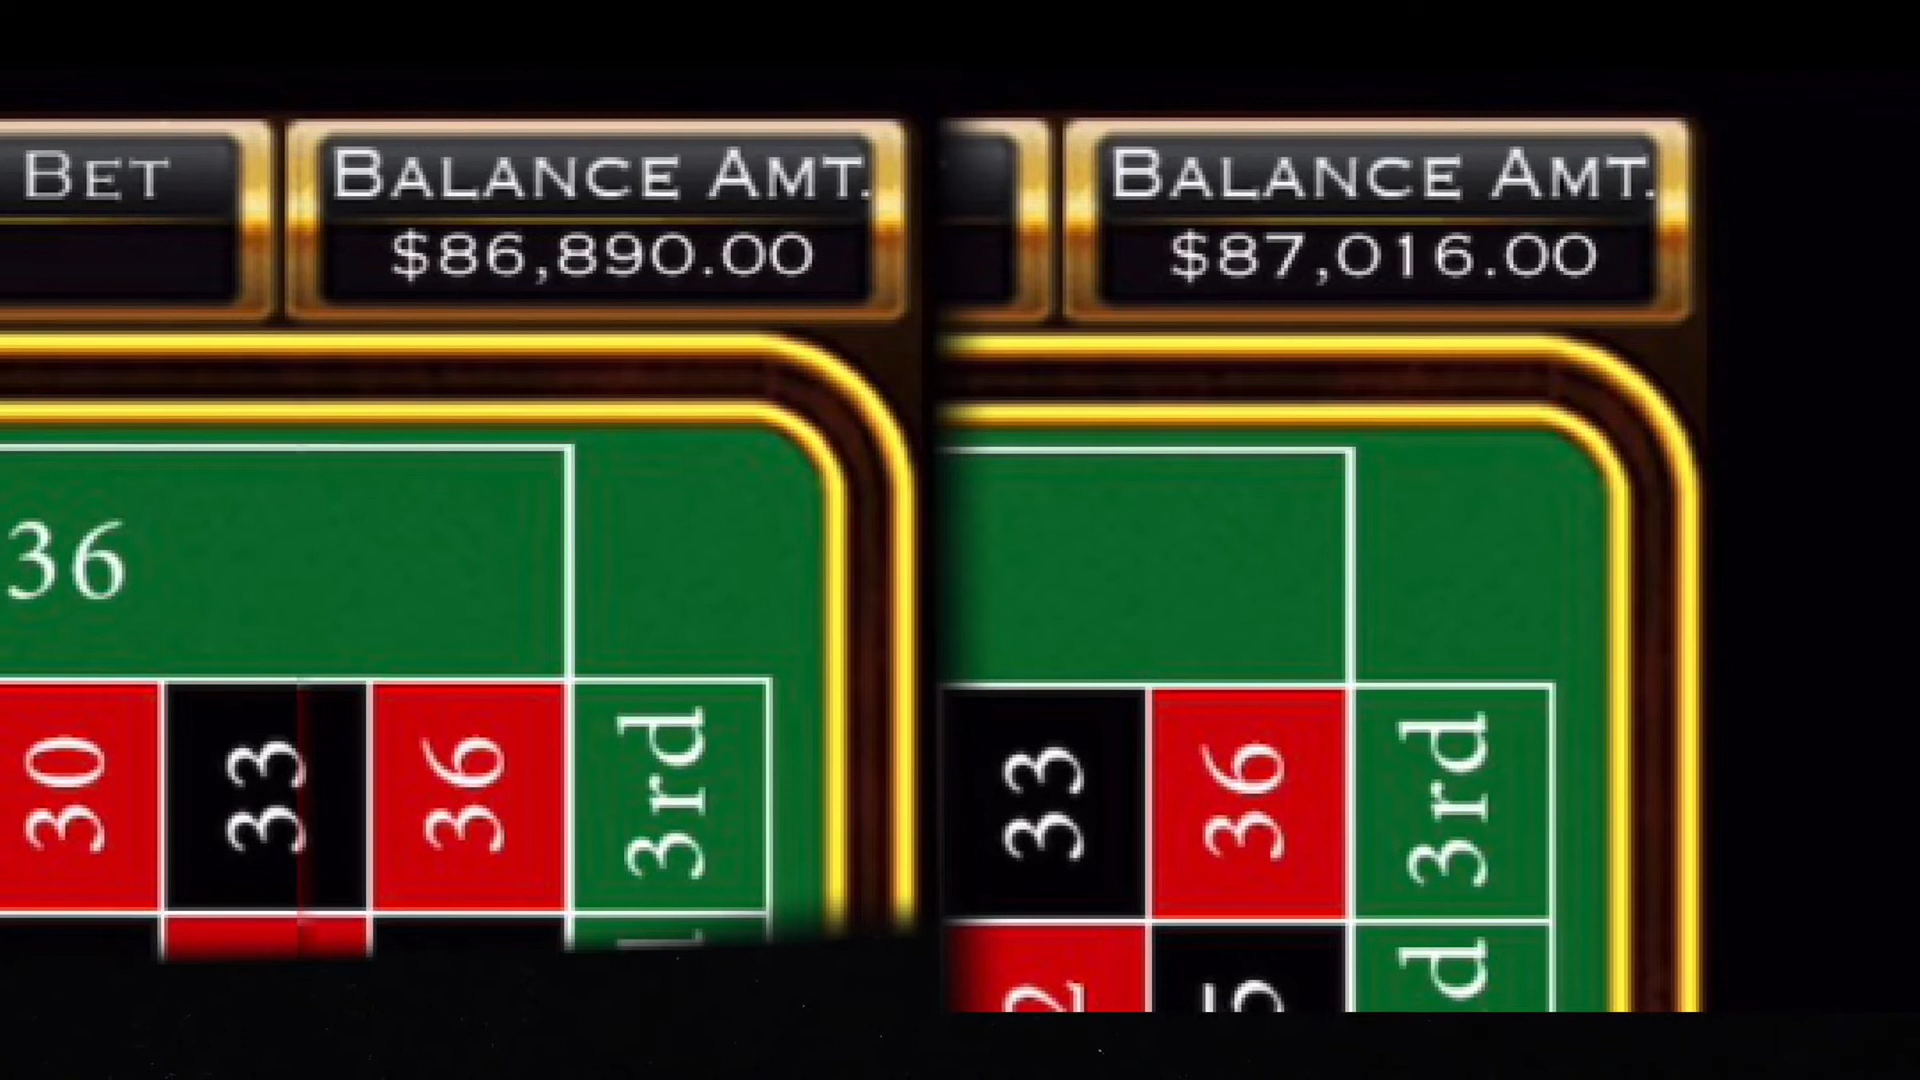 BET
BALANCE AMT.
$86,890.00
36
30
33
36
3rd
BALANCE AMT.
$87,016.00
33
36
3rd